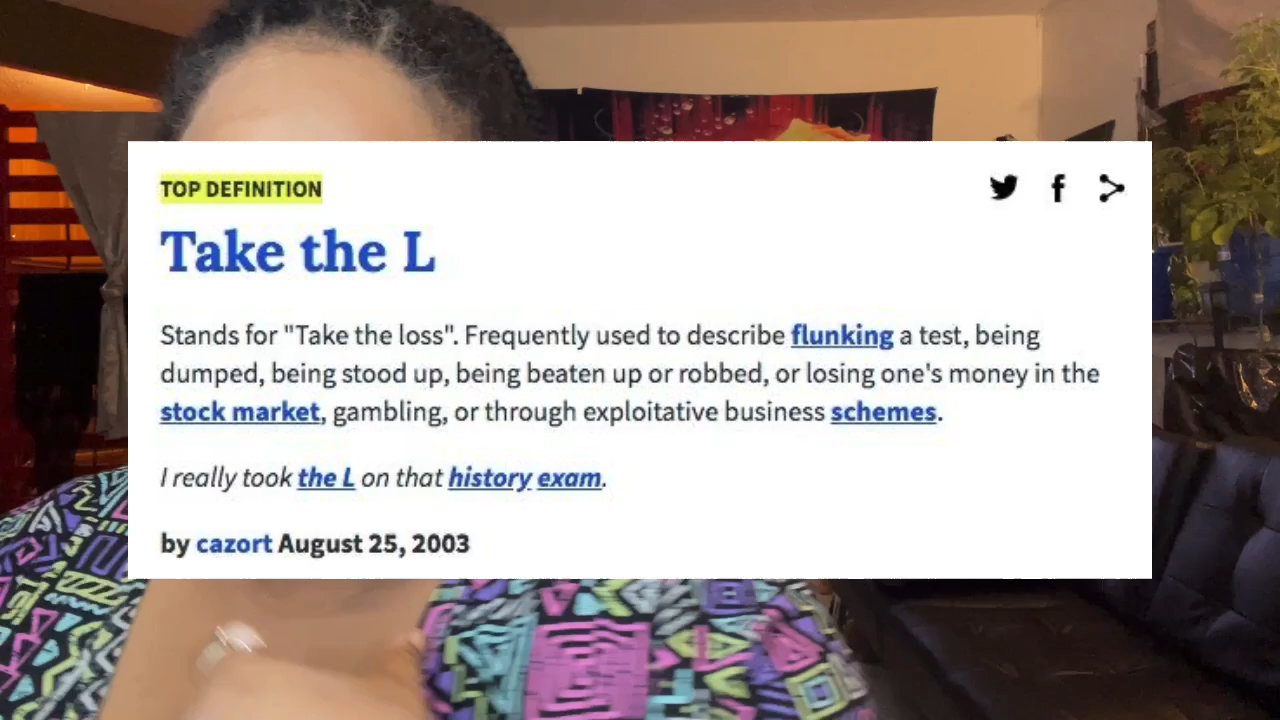 TOP DEFINITION
Take the L
Stands for "Take the loss". Frequently used to describe flunking a test, being
dumped, being stood up, being beaten up or robbed, or losing one's money in the
stock market, gambling, or through exploitative business schemes.
I really took the L on that history exam.
by cazort August 25, 2003